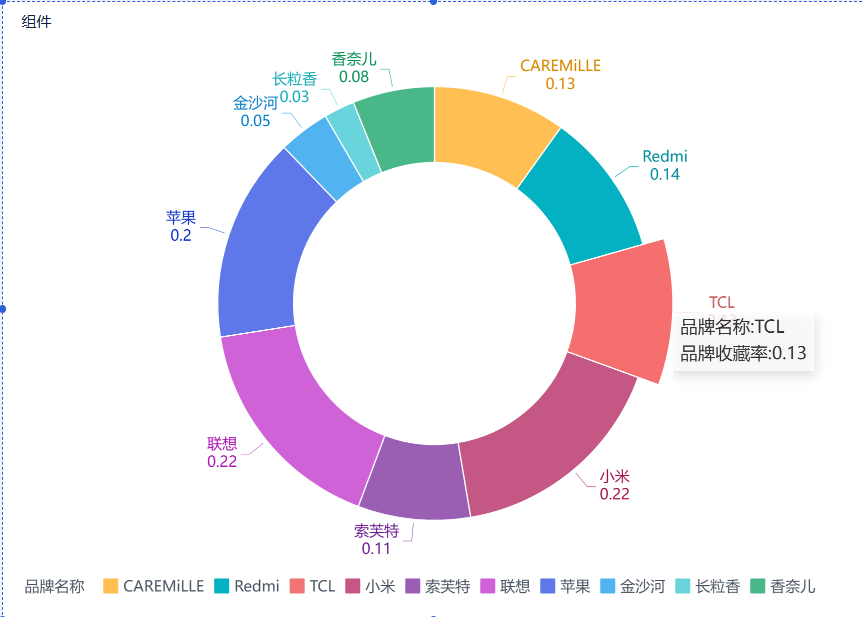 组件
香奈儿
0.08
CAREMiLLE
0.13
长粒香
0.03
金沙河
0.05
Redmi
0.14
苹果
0.2
TCL
品牌名称:TCL
品牌收藏率:0.13
联想
0.22
小米
0.22
索芙特
0.11
品牌名称 CAREMiLLE Redmi TCL 小米 索芙特 联想 苹果 金沙河 长粒香 香奈儿